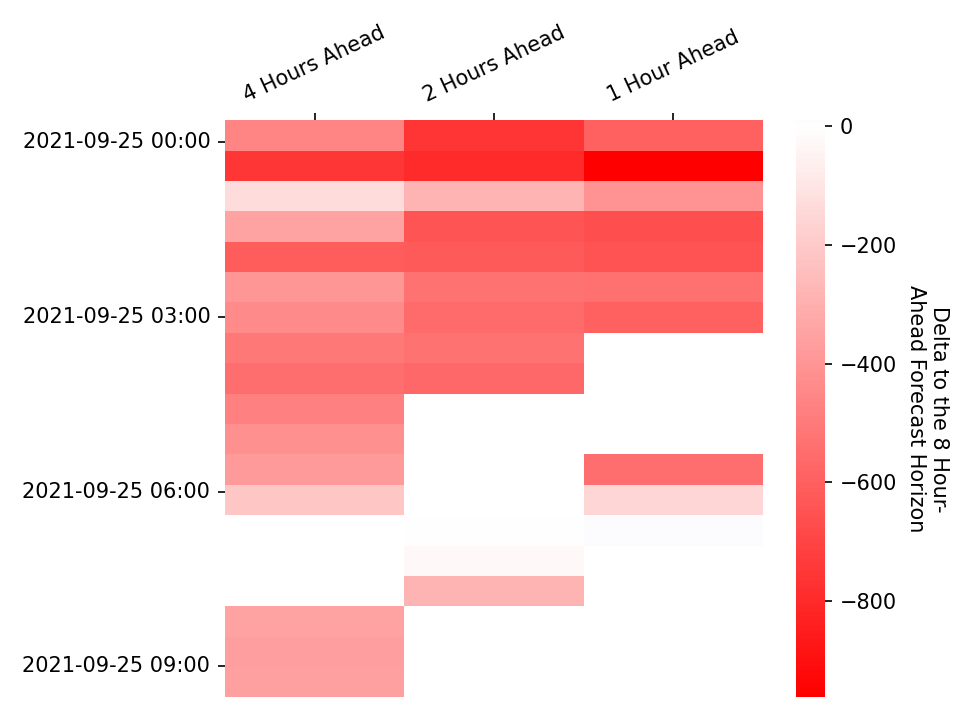 4 Hours Ahead
2 Hours Ahead
1 Hour Ahead
2021-09-25 00:00
2021-09-25 03:00
2021-09-25 06:00
2021-09-25 09:00
0
−200
−400
−600
−800
Delta to the 8 Hour-
Ahead Forecast Horizon